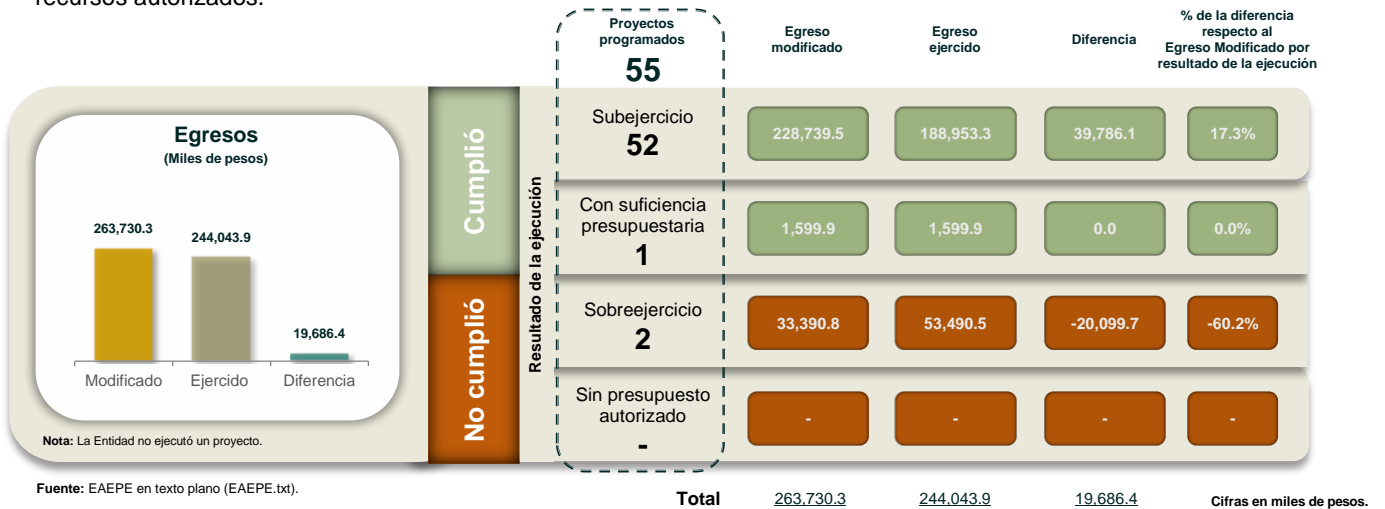 recursos autorizados.
Proyectos
programados
55
Egreso
modificado
Egreso
ejercido
Diferencia
% de la diferencia
respecto al
Egreso Modificado por
resultado de la ejecución
Egresos
(Miles de pesos)
263,730.3
244,043.9
19,686.4
Modificado Ejercido Diferencia
Nota: La Entidad no ejecutó un proyecto.
Cumplió
No cumplió
Resultado de la ejecución
Subejercicio
52
228,739.5 188,953.3 39,786.1 17.3%
Con suficiencia
presupuestaria
1
1,599.9 1,599.9 0.0 0.0%
Sobreejercicio
2
33,390.8 53,490.5 -20,099.7 -60.2%
Sin presupuesto
autorizado
-
- - - -
Fuente: EAEPE en texto plano (EAEPE.txt).
Total 263,730.3 244,043.9 19,686.4 Cifras en miles de pesos.